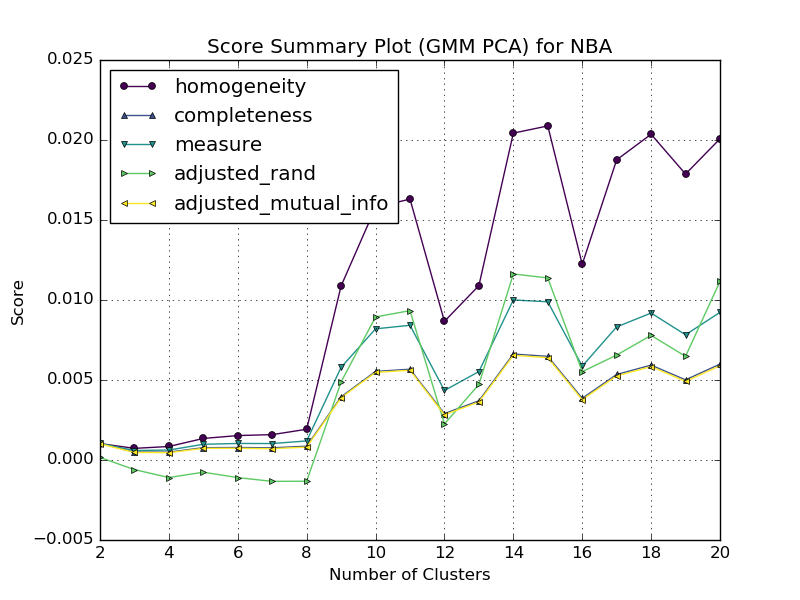 Score Summary Plot (GMM PCA) for NBA
0.025
0.020
0.015
0.010
0.005
0.000
−0.005
Score
homogeneity
completeness
measure
adjusted_rand
adjusted_mutual_info
2 4 6 8 10 12 14 16 18 20
Number of Clusters